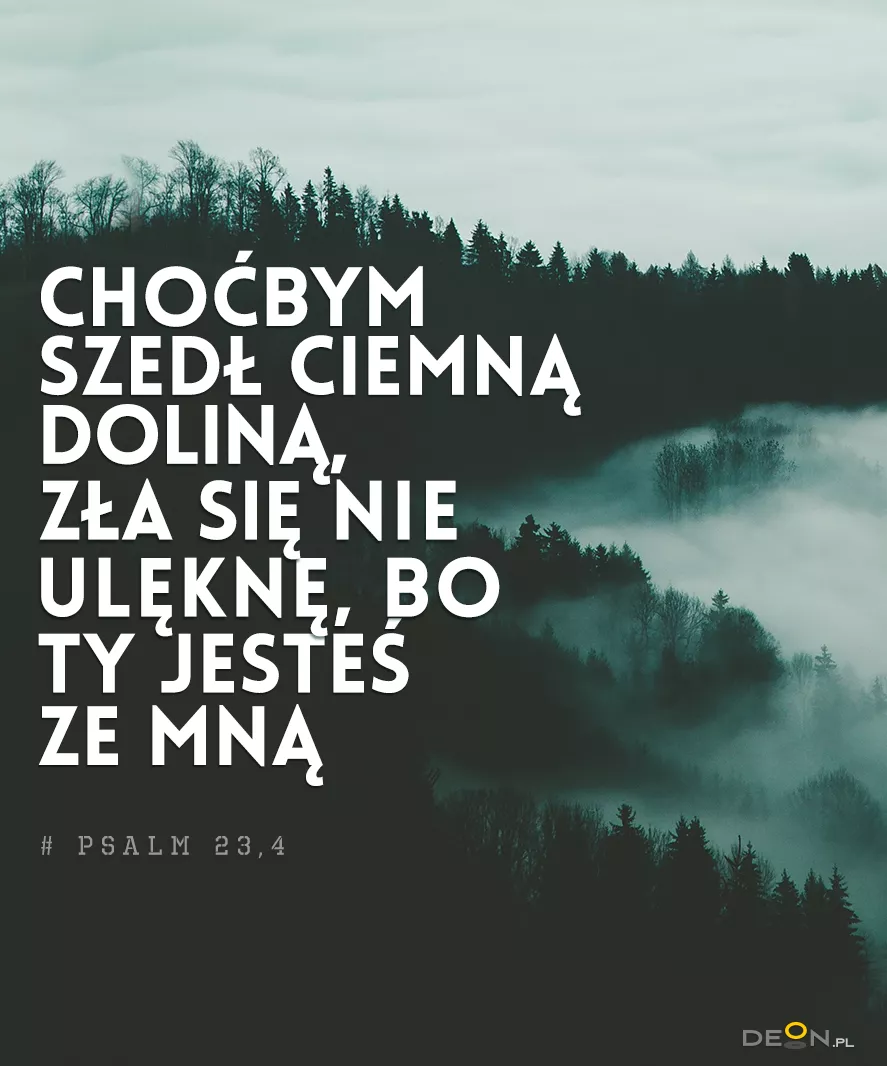 CHOĆBYM
SZEDŁ CIEMNĄ
DOLINĄ,
ZŁA SIĘ NIE
ULĘKNĘ, BO
TY JESTEŚ
ZE MNĄ
# PSALM 23,4
DEON.PL